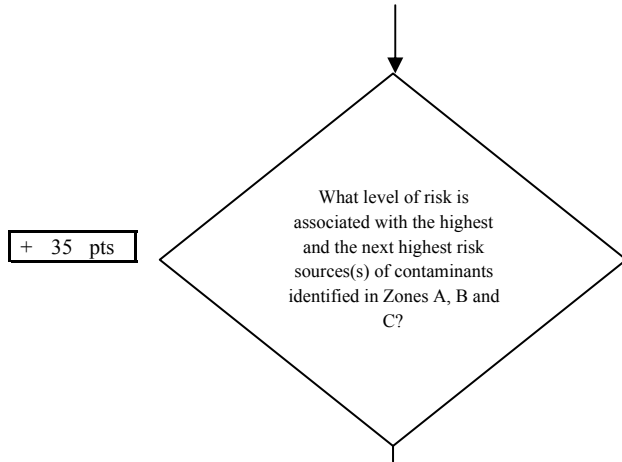 What level of risk is
associated with the highest
and the next highest risk
sources(s) of contaminants
identified in Zones A, B and
C?
+ 35 pts